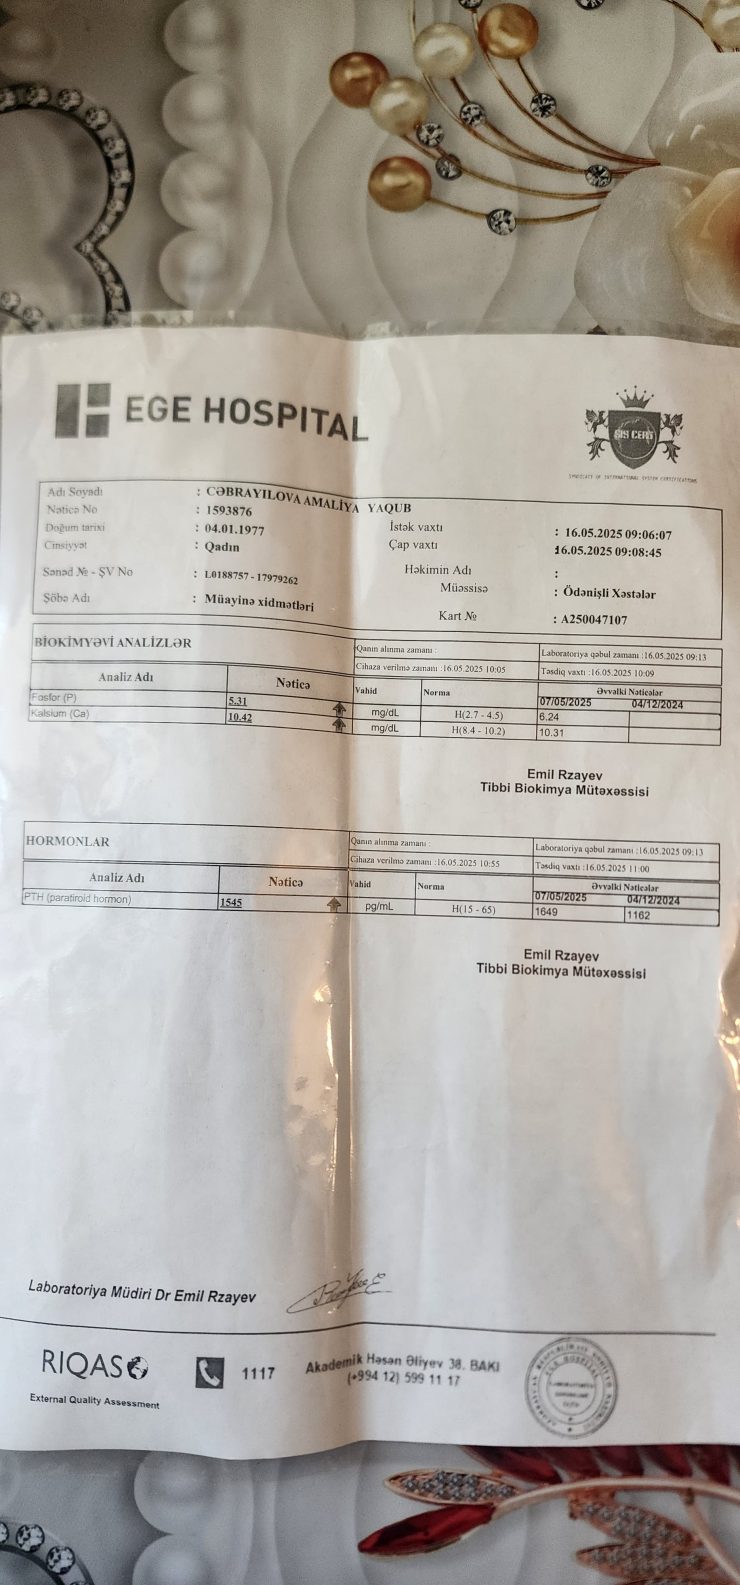 EGE HOSPITAL
SIS CERT
SYNDICATE OF INTERNATIONAL SYSTEM CERTIFICATIONS
Adı Soyadı : CƏBRAYILOVA AMALİYA YAQUB
Nəticə No : 1593876
İstək vaxtı : 16.05.2025 09:06:07
Doğum tarixi : 04.01.1977
Çap vaxtı 16.05.2025 09:08:45
Cinsiyyət : Qadın
Həkimin Adı :
Sənəd № - ŞV No : L0188757 - 17979262
Müəssisə : Ödənişli Xəstələr
Şöbə Adı : Müayinə xidmətləri
Kart № : A250047107
BİOKİMYƏVİ ANALİZLƏR
Qanın alınma zamanı :
Laboratoriya qəbul zamanı :16.05.2025 09:13
Cihaza verilmə zamanı :16.05.2025 10:05
Təsdiq vaxtı :16.05.2025 10:09
Analiz Adı Nəticə Vahid Norma Əvvəlki Nəticələr
07/05/2025 04/12/2024
Fosfor (P) 5.31 mg/dL H(2.7 - 4.5) 6.24
Kalsium (Ca) 10.42 mg/dL H(8.4 - 10.2) 10.31
Emil Rzayev
Tibbi Biokimya Mütəxəssisi
HORMONLAR
Qanın alınma zamanı :
Laboratoriya qəbul zamanı :16.05.2025 09:13
Cihaza verilmə zamanı :16.05.2025 10:55
Təsdiq vaxtı :16.05.2025 11:00
Analiz Adı Nəticə Vahid Norma Əvvəlki Nəticələr
07/05/2025 04/12/2024
PTH (paratiroid hormon) 1545 pg/mL H(15 - 65) 1649 1162
Emil Rzayev
Tibbi Biokimya Mütəxəssisi
Laboratoriya Müdiri Dr Emil Rzayev
RIQAS
External Quality Assessment
1117
Akademik Həsən Əliyev 38. BAKI
(+994 12) 599 11 17